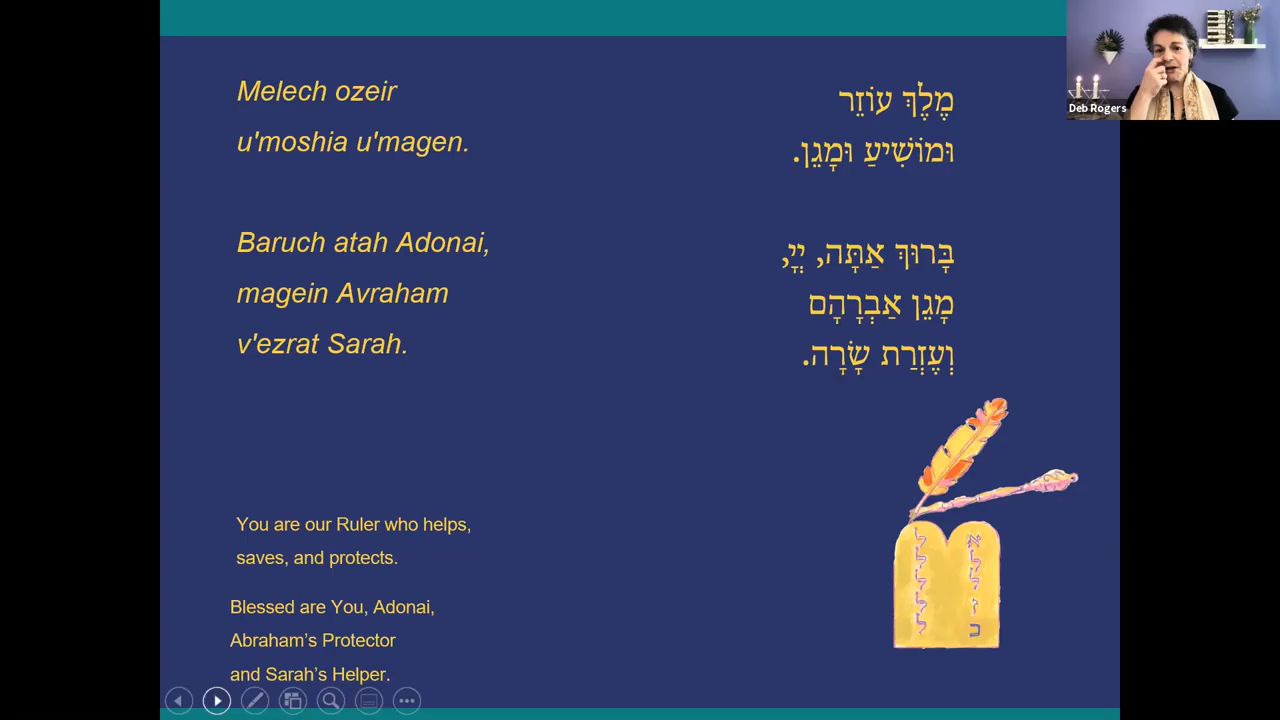 Melech ozeir
u'moshia u'magen.
Baruch atah Adonai,
magein Avraham
v'ezrat Sarah.
מֶלֶךְ עוֹזֵר
וּמוֹשִׁיעַ וּמָגֵן.
בָּרוּךְ אַתָּה, יְיָ,
מָגֵן אַבְרָהָם
וְעֶזְרַת שָׂרָה.
You are our Ruler who helps,
saves, and protects.
Blessed are You, Adonai,
Abraham's Protector
and Sarah's Helper.
Deb Rogers